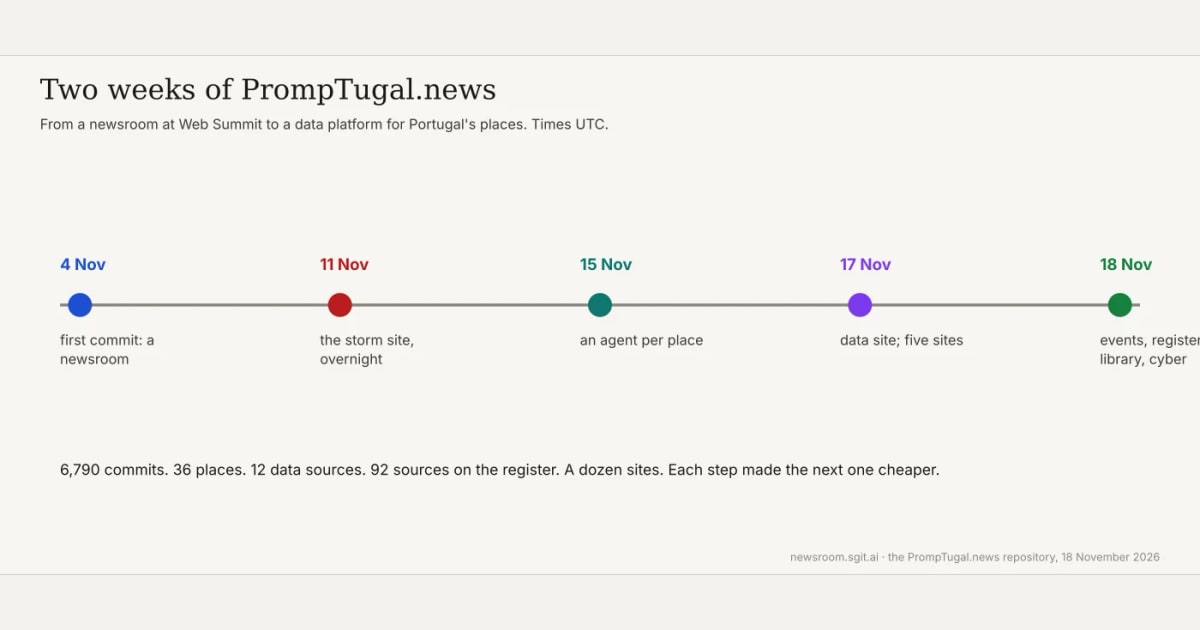 Two weeks of PrompTugal.news
From a newsroom at Web Summit to a data platform for Portugal's places. Times UTC.
4 Nov
11 Nov
15 Nov
17 Nov
18 Nov
first commit: a
newsroom
the storm site,
overnight
an agent per place
data site; five sites
events, register
library, cyber
6,790 commits. 36 places. 12 data sources. 92 sources on the register. A dozen sites. Each step made the next one cheaper.
newsroom.sgit.ai · the PrompTugal.news repository, 18 November 2026